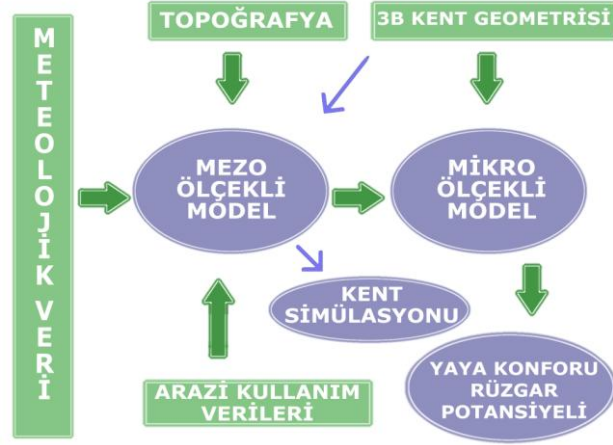 METEOLOJİK VERİ
TOPOĞRAFYA
3B KENT GEOMETRİSİ
MEZO
ÖLÇEKLİ
MODEL
MİKRO
ÖLÇEKLİ
MODEL
KENT
SİMÜLASYONU
ARAZİ KULLANIM
VERİLERİ
YAYA KONFORU
RÜZGAR
POTANSİYELİ